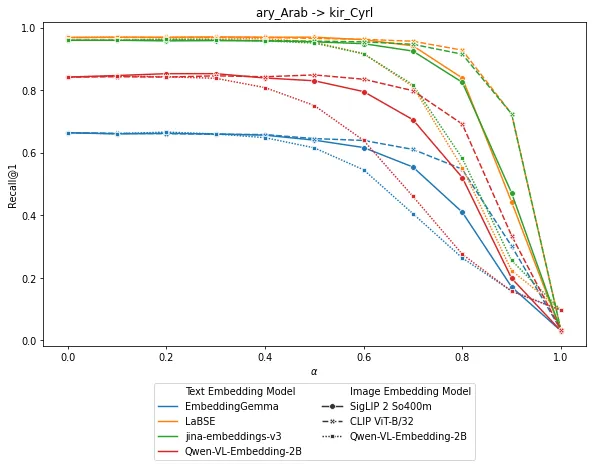 ary_Arab -> kir_Cyrl
Recall@1
1.0
0.8
0.6
0.4
0.2
0.0
0.0 0.2 0.4 0.6 0.8 1.0
α
Text Embedding Model Image Embedding Model
EmbeddingGemma SigLIP 2 So400m
LaBSE CLIP ViT-B/32
jina-embeddings-v3 Qwen-VL-Embedding-2B
Qwen-VL-Embedding-2B